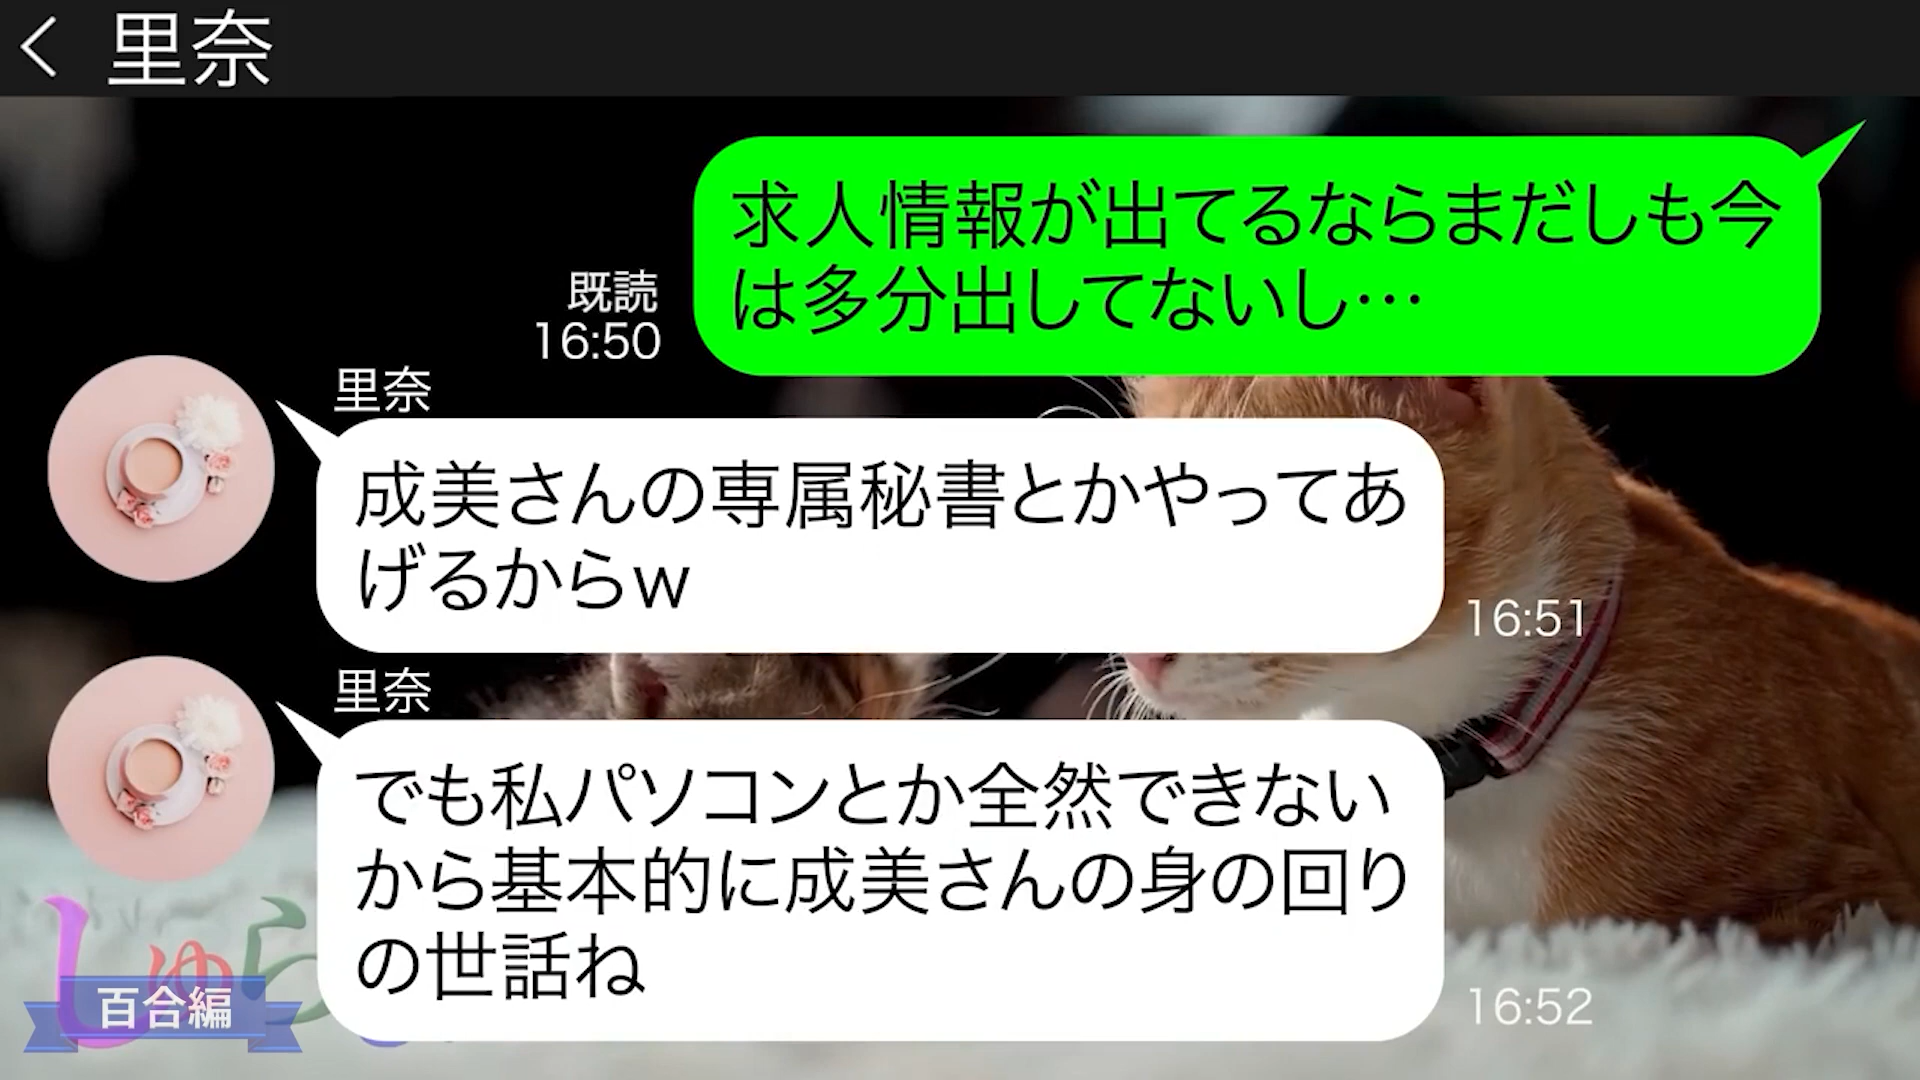 里奈
求人情報が出てるならまだしも今
は多分出してないし…
既読
16:50
里奈
成美さんの専属秘書とかやってあ
げるからw
16:51
里奈
でも私パソコンとか全然できない
から基本的に成美さんの身の回り
の世話ね
16:52
しゅら
百合編